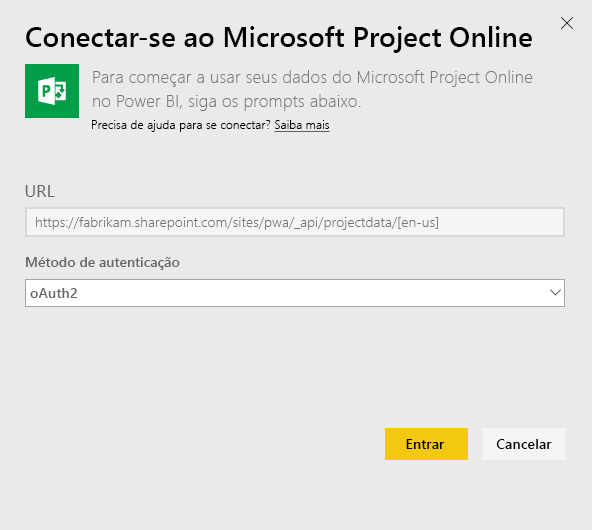 Conectar-se ao Microsoft Project Online
Para começar a usar seus dados do Microsoft Project Online
no Power BI, siga os prompts abaixo.
Precisa de ajuda para se conectar? Saiba mais
URL
https://fabrikam.sharepoint.com/sites/pwa/_api/projectdata/[en-us]
Método de autenticação
oAuth2
Entrar
Cancelar